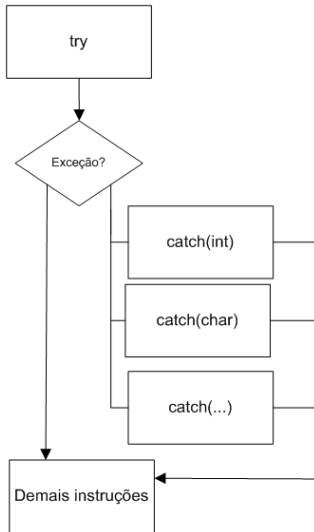 try
Exceção?
catch(int)
catch(char)
catch(...)
Demais instruções